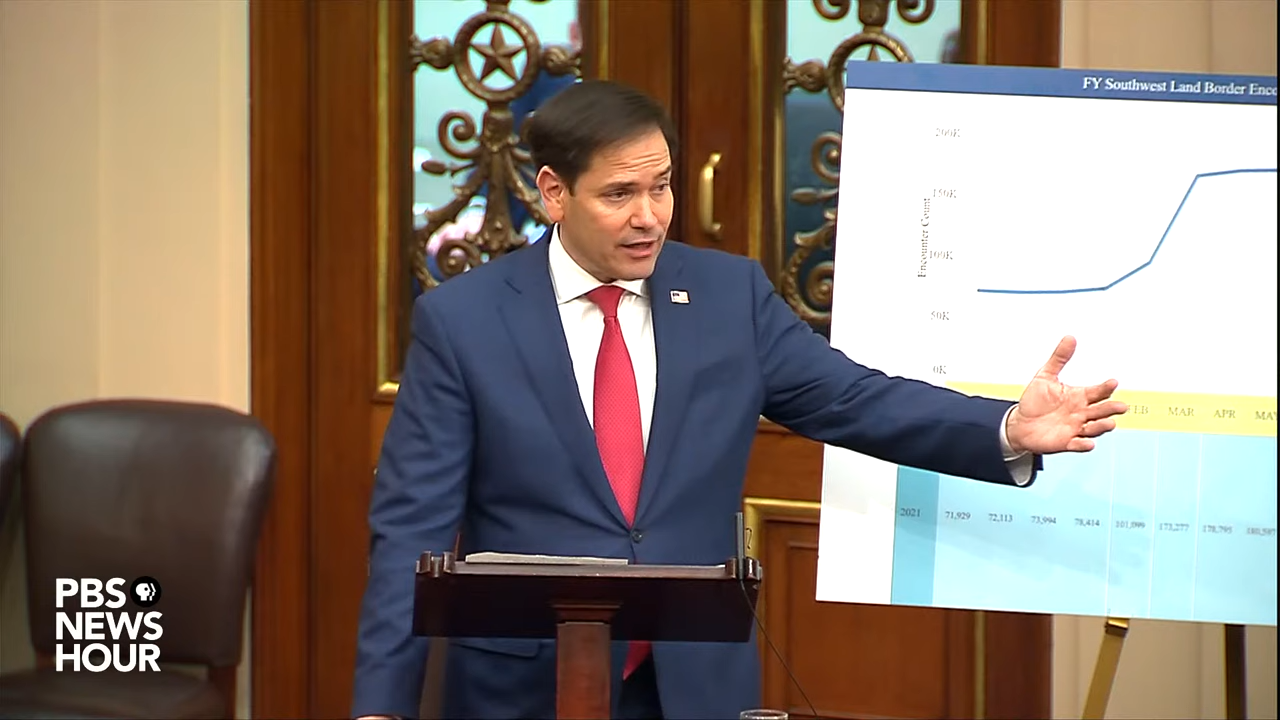 FY Southwest Land Border Enco
200K
150K
100K
50K
0K
Encounter Count
MAR APR MAY
2021 71,929 72,113 73,994 78,414 101,099 173,277 178,795
PBS
NEWS
HOUR